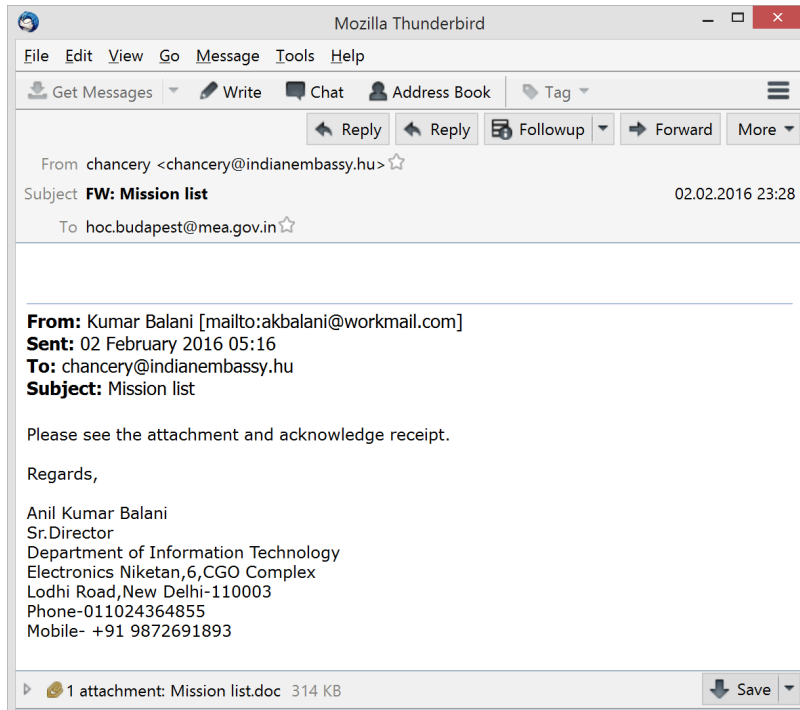 Mozilla Thunderbird
File Edit View Go Message Tools Help
Get Messages Write Chat Address Book Tag
Reply Reply Followup Forward More
From chancery <chancery@indianembassy.hu>
Subject FW: Mission list 02.02.2016 23:28
To hoc.budapest@mea.gov.in
From: Kumar Balani [mailto:akbalani@workmail.com]
Sent: 02 February 2016 05:16
To: chancery@indianembassy.hu
Subject: Mission list
Please see the attachment and acknowledge receipt.
Regards,
Anil Kumar Balani
Sr.Director
Department of Information Technology
Electronics Niketan,6,CGO Complex
Lodhi Road,New Delhi-110003
Phone-011024364855
Mobile- +91 9872691893
1 attachment: Mission list.doc 314 KB Save